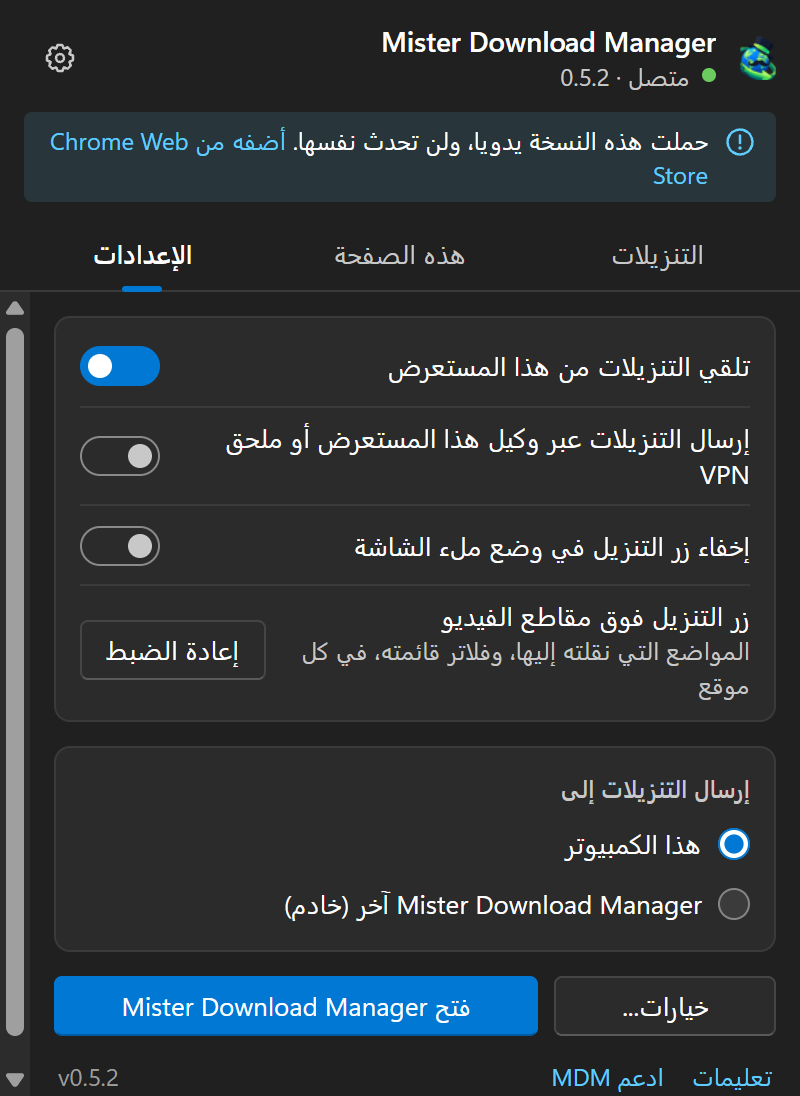 Mister Download Manager
متصل · 0.5.2
حملت هذه النسخة يدويا، ولن تحدث نفسها. أضفه من Chrome Web
Store
التنزيلات
هذه الصفحة
الإعدادات
تلقي التنزيلات من هذا المستعرض
إرسال التنزيلات عبر وكيل هذا المستعرض أو ملحق
VPN
إخفاء زر التنزيل في وضع ملء الشاشة
زر التنزيل فوق مقاطع الفيديو
المواضع التي نقلته إليها، وفلاتر قائمته، في كل
موقع
إعادة الضبط
إرسال التنزيلات إلى
هذا الكمبيوتر
Mister Download Manager آخر (خادم)
خيارات...
فتح Mister Download Manager
تعليمات
ادعم MDM
v0.5.2